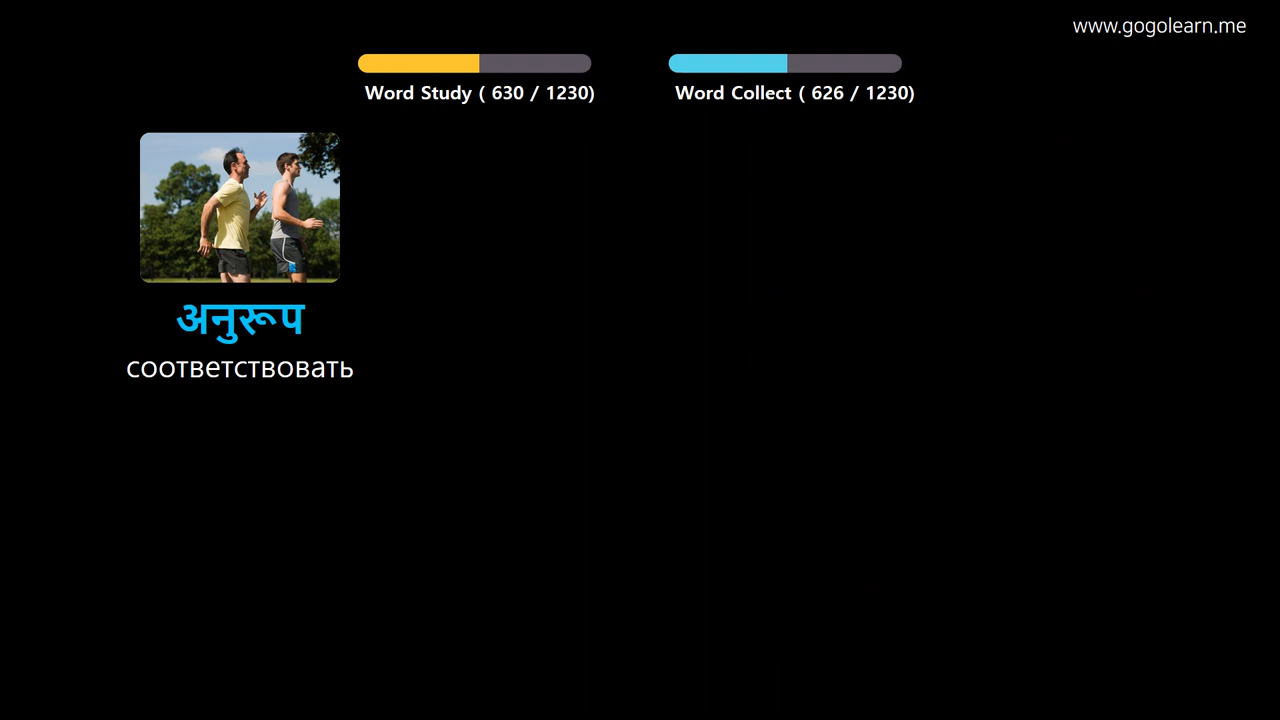 www.gogolearn.me
Word Study ( 630 / 1230)
Word Collect ( 626 / 1230)
अनुरूप
соответствовать